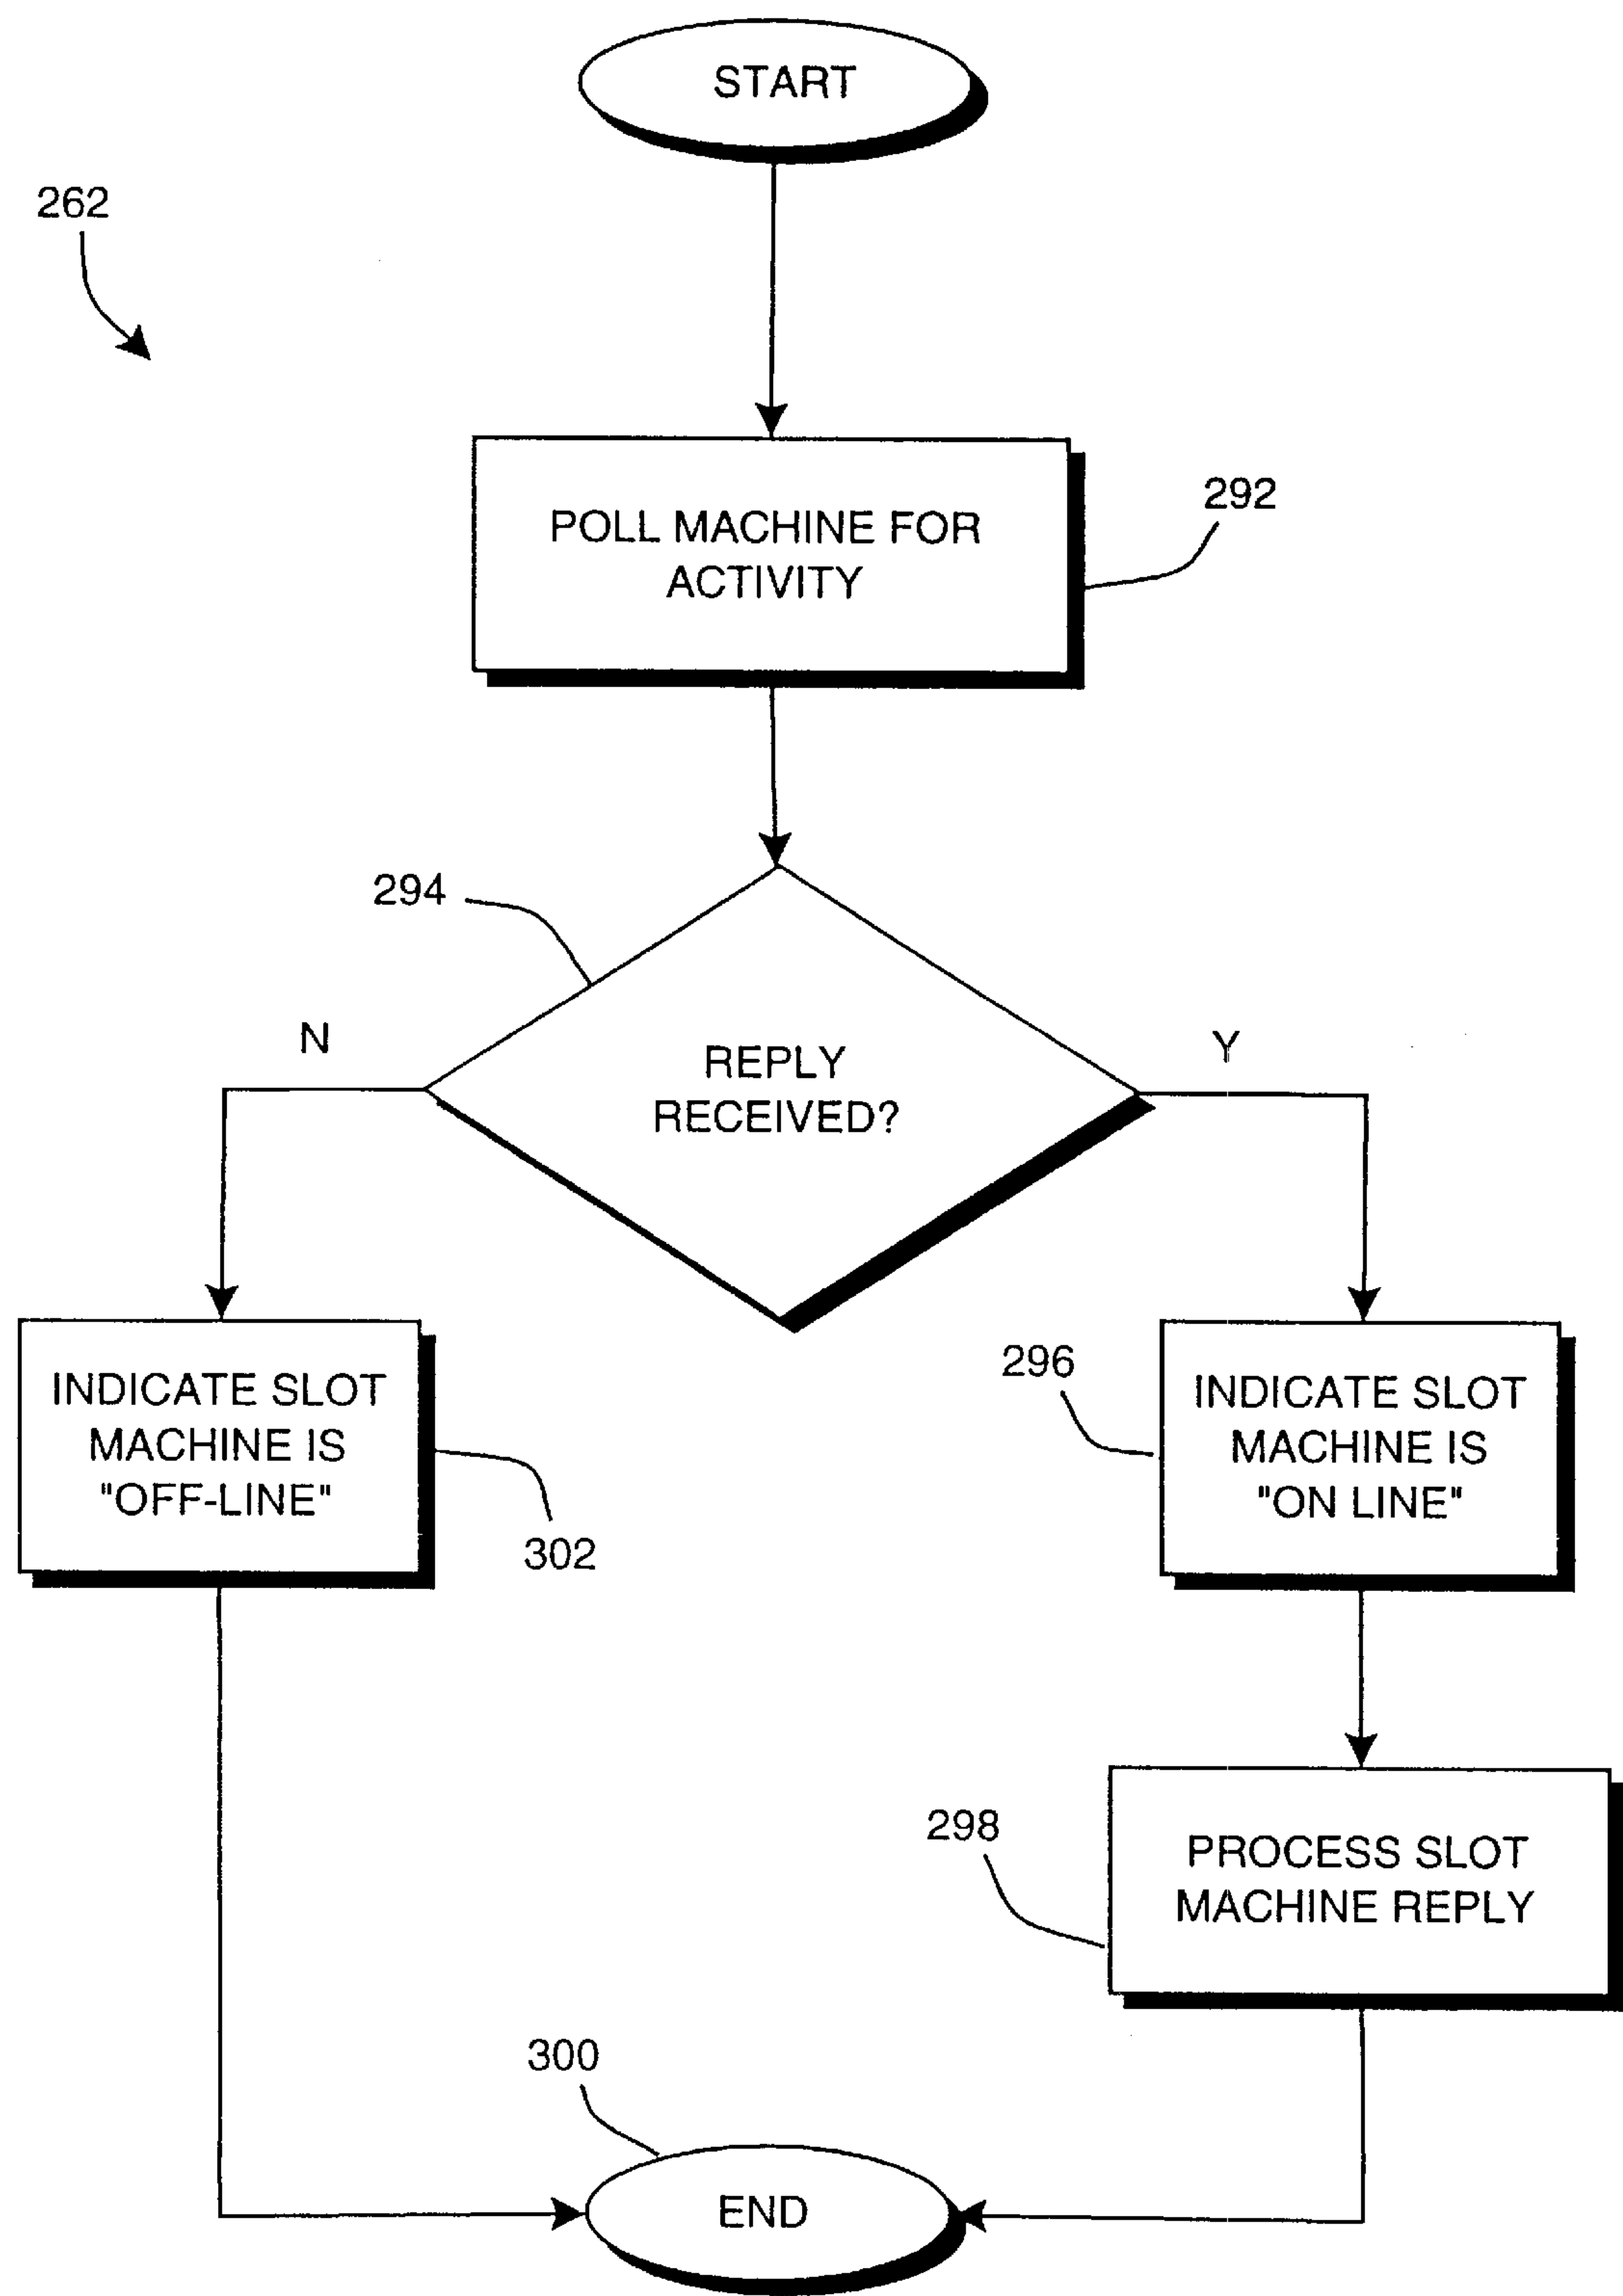 START
262
POLL MACHINE FOR
ACTIVITY
292
294
N
REPLY
RECEIVED?
Y
INDICATE SLOT
MACHINE IS
"OFF-LINE"
302
296
INDICATE SLOT
MACHINE IS
"ON LINE"
298
PROCESS SLOT
MACHINE REPLY
300
END